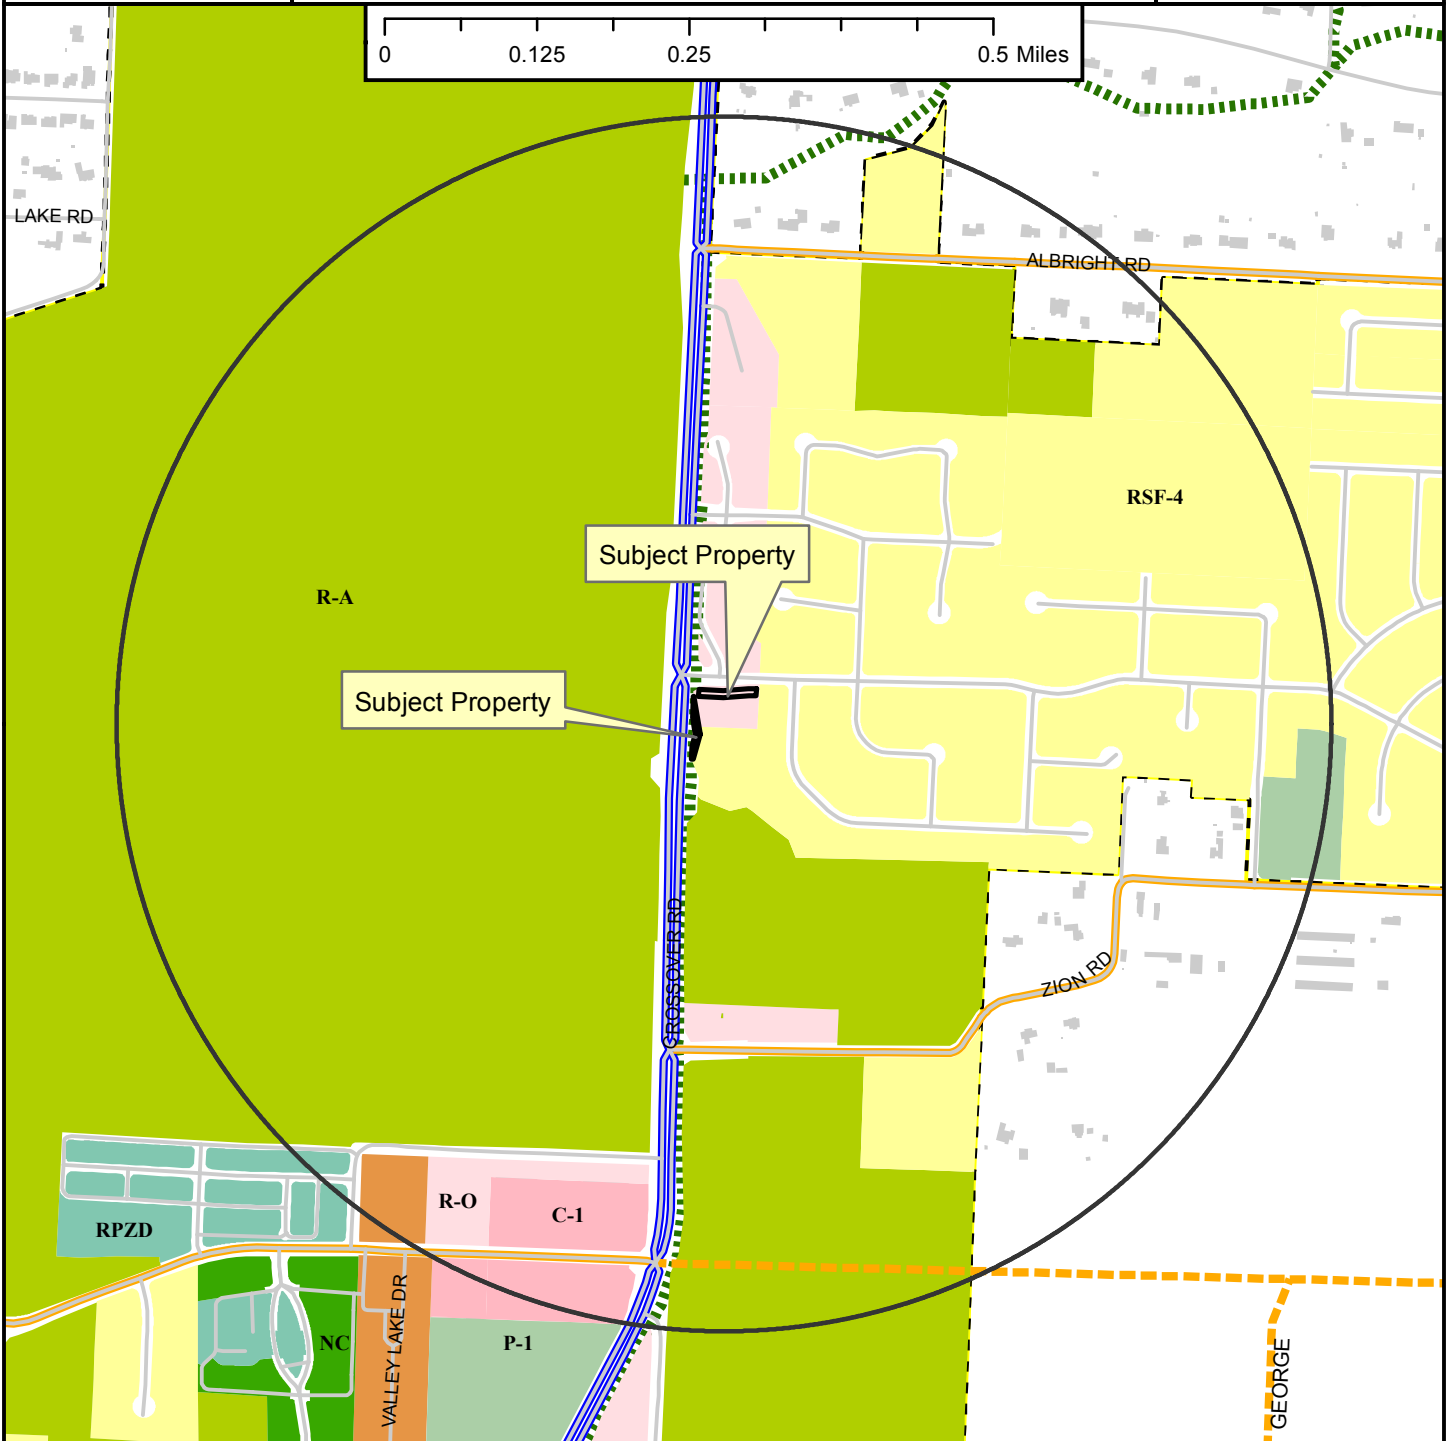 0 0.125 0.25 0.5 Miles
LAKE RD
ALBRIGHT RD
RSF-4
Subject Property
R-A
Subject Property
CROSSOVER RD
ZION RD
R-O
C-1
RPZD
NC
VALLEY LAKE DR
P-1
GEORGE